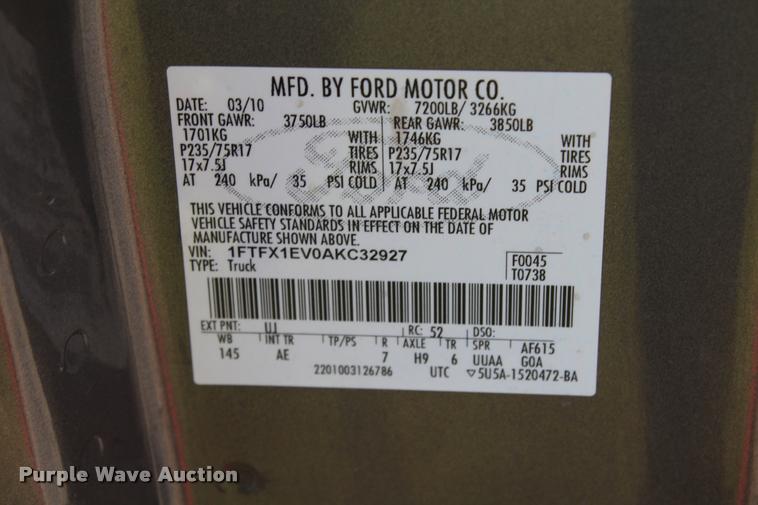 MFD. BY FORD MOTOR CO.
DATE: 03/10 GVWR: 7200LB/ 3266KG
FRONT GAWR: 3750LB REAR GAWR: 3850LB
1701KG WITH 1746KG WITH
P235/75R17 TIRES P235/75R17 TIRES
17x7.5J RIMS 17x7.5J RIMS
AT 240 kPa/ 35 PSI COLD AT 240 kPa/ 35 PSI COLD
THIS VEHICLE CONFORMS TO ALL APPLICABLE FEDERAL MOTOR
VEHICLE SAFETY STANDARDS IN EFFECT ON THE DATE OF
MANUFACTURE SHOWN ABOVE.
VIN: 1FTFX1EV0AKC32927 F0045
TYPE: Truck T0738
EXT PNT: UJ RC: 52 DSO:
WB INT TR TP/PS R AXLE TR SPR AF615
145 AE 7 H9 6 UUAA G0A
2201003126786 UTC ▽5U5A-1520472-BA
Ford
Purple Wave Auction